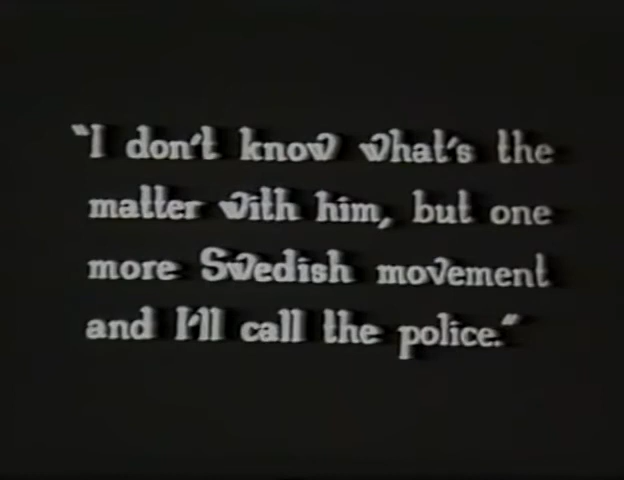 "I don't know what's the
matter with him, but one
more Swedish movement
and I'll call the police."